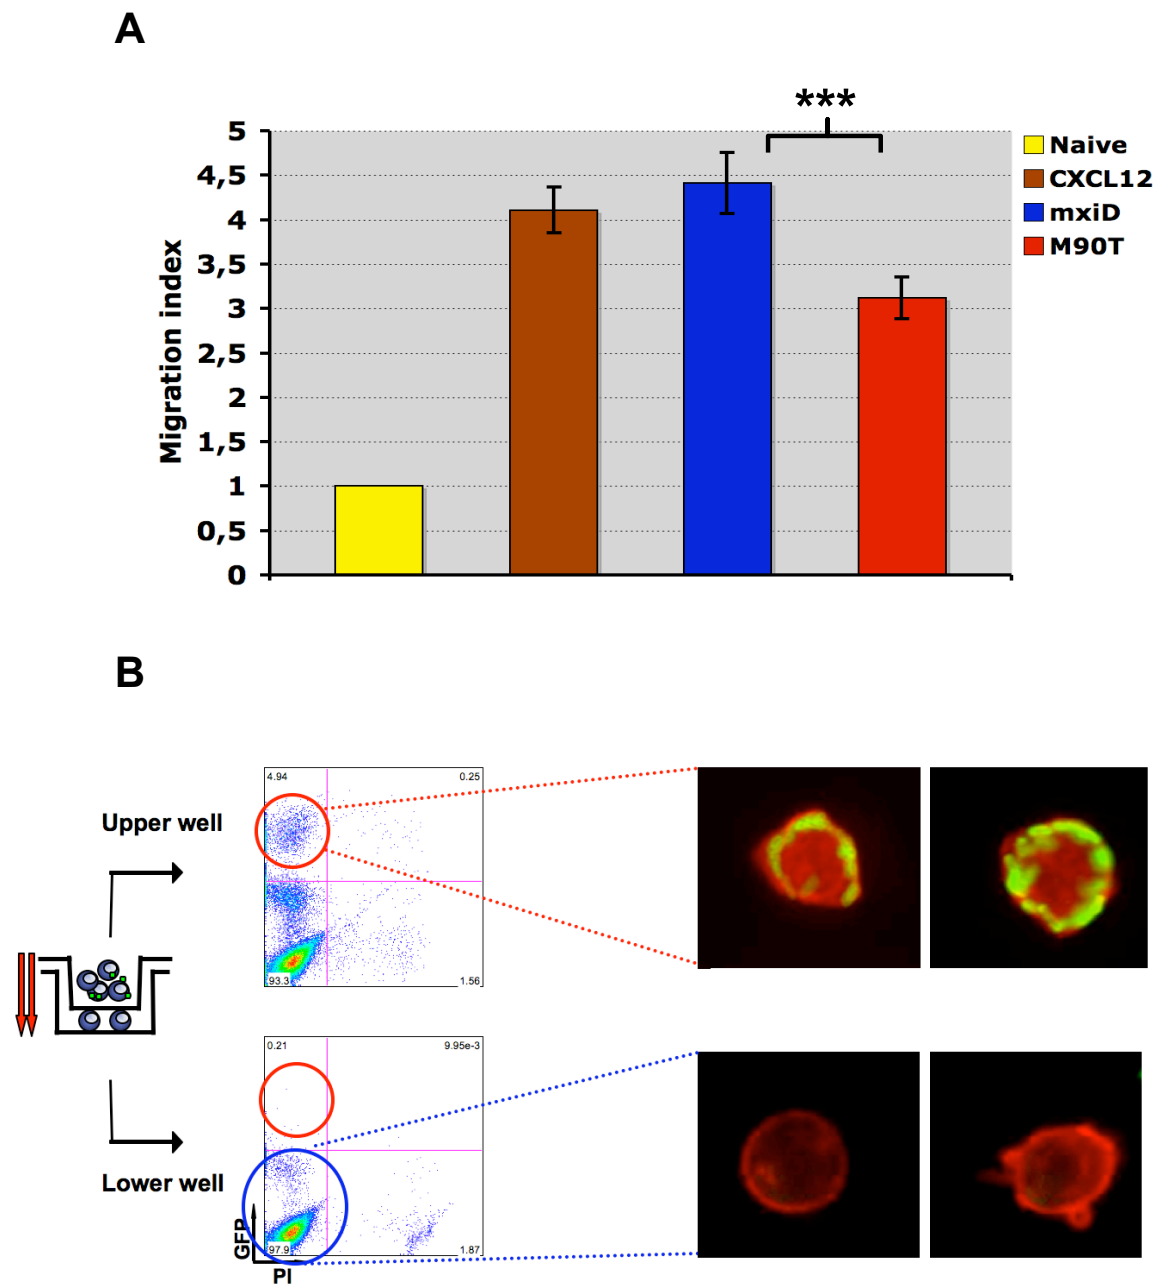 A
***
5
4,5
4
3,5
3
2,5
2
1,5
1
0,5
0
Migration index
Naive
CXCL12
mxiD
M90T
B
Upper well
4.94 0.25
93.3 1.56
Lower well
0.21 9.95e-3
97.9 1.87
GFP
PI